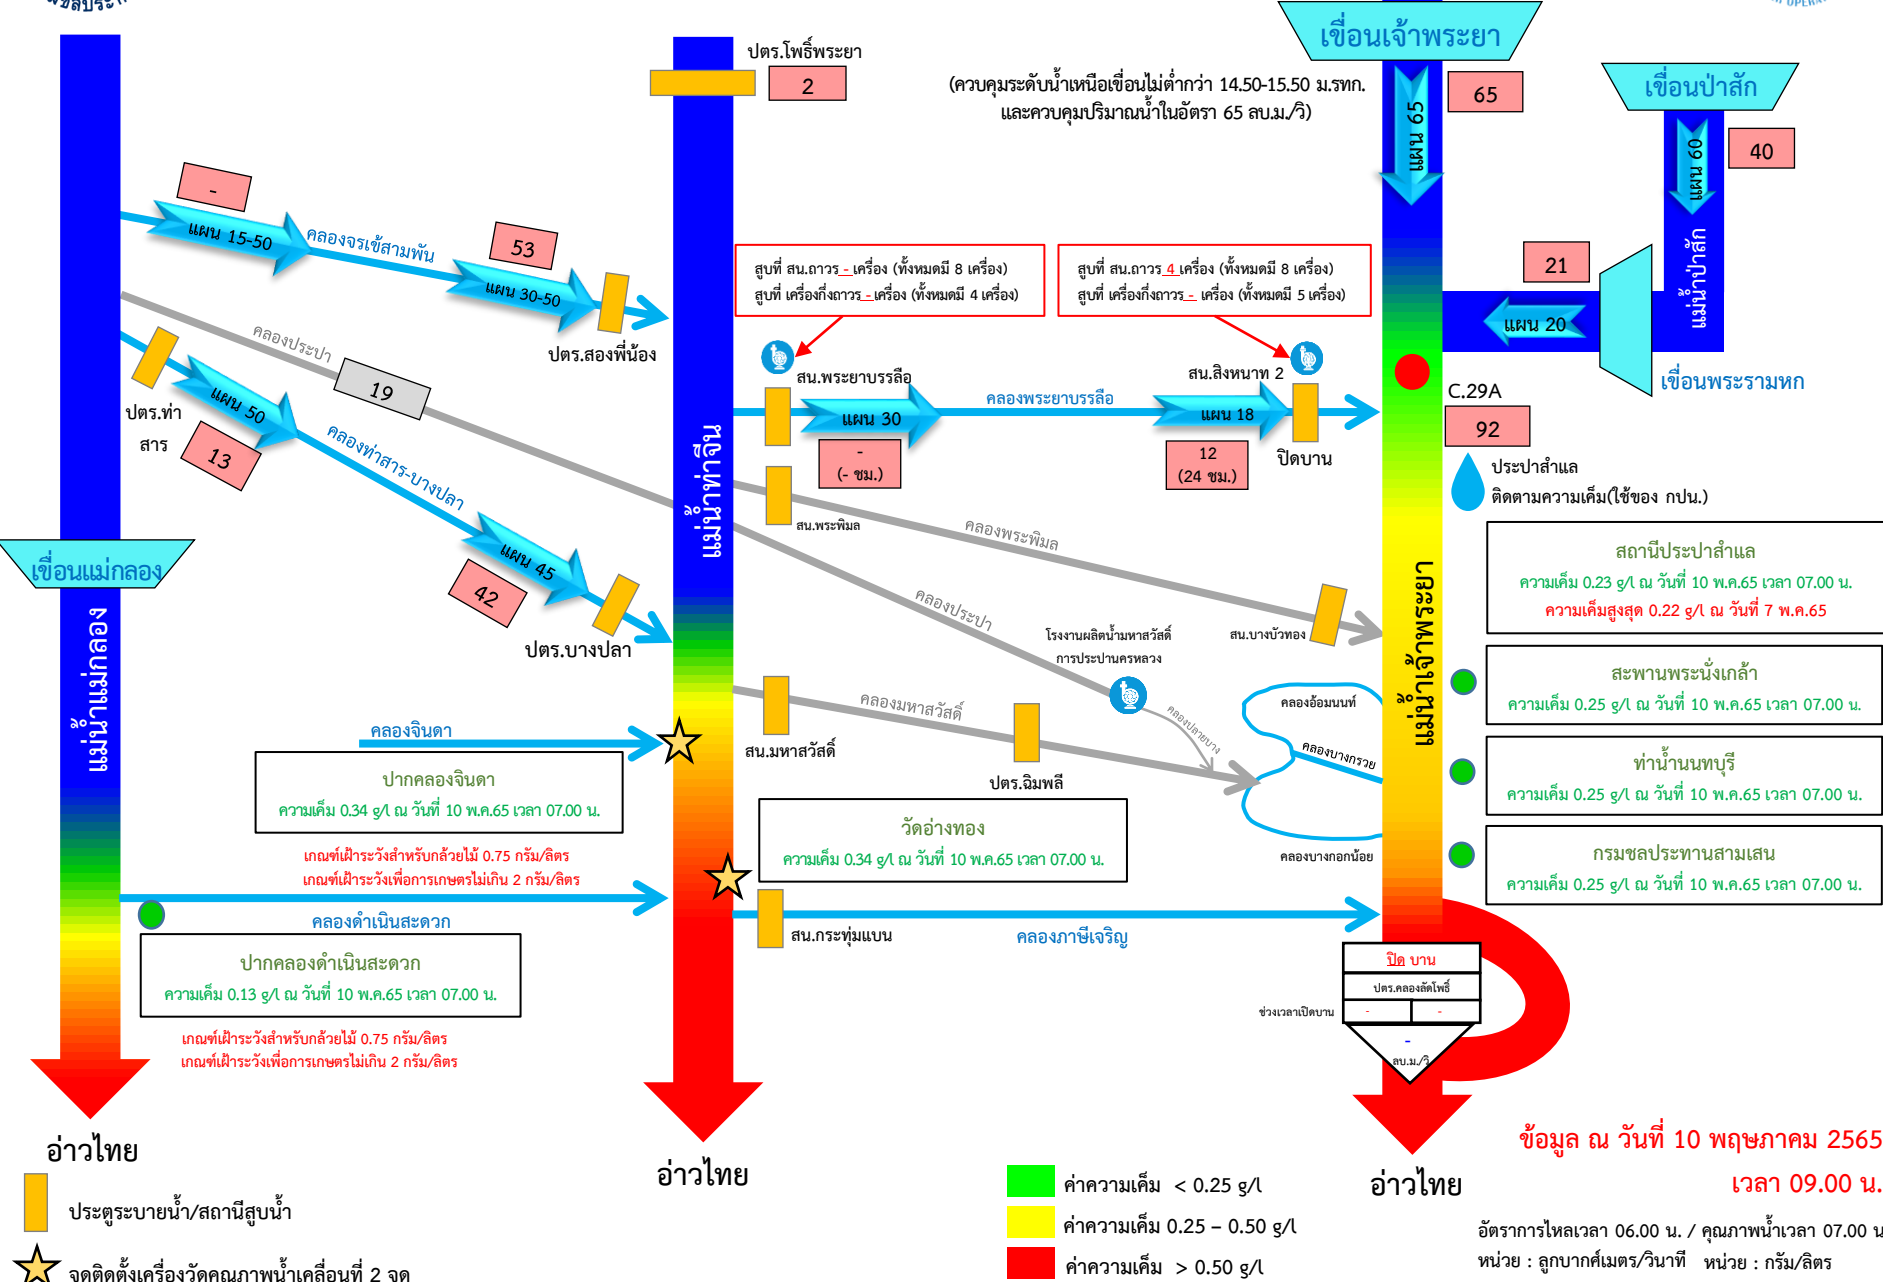 เขื่อนเจ้าพระยา
ปตร.โพธิ์พระยา
2
(ควบคุมระดับน้ำเหนือเขื่อนไม่ต่ำกว่า 14.50-15.50 ม.รทก.
และควบคุมปริมาณน้ำในอัตรา 65 ลบ.ม./วิ)
แผน 65
65
เขื่อนป่าสัก
แผน 60
40
แม่น้ำป่าสัก
-
แผน 15-50
คลองจรเข้สามพัน
53
แผน 30-50
ปตร.สองพี่น้อง
สูบที่ สน.ถาวร - เครื่อง (ทั้งหมดมี 8 เครื่อง)
สูบที่ เครื่องกึ่งถาวร - เครื่อง (ทั้งหมดมี 4 เครื่อง)
สูบที่ สน.ถาวร 4 เครื่อง (ทั้งหมดมี 8 เครื่อง)
สูบที่ เครื่องกึ่งถาวร - เครื่อง (ทั้งหมดมี 5 เครื่อง)
21
แผน 20
เขื่อนพระรามหก
คลองประปา
19
ปตร.ท่า
สาร
แผน 50
13
คลองท่าสาร-บางปลา
แผน 45
42
ปตร.บางปลา
สน.พระยาบรรลือ
แผน 30
-
(- ชม.)
คลองพระยาบรรลือ
สน.สิงหนาท 2
แผน 18
12
(24 ชม.)
ปิดบาน
C.29A
92
ประปาสำแล
ติดตามความเค็ม(ใช้ของ กปน.)
แม่น้ำท่าจีน
สน.พระพิมล
คลองพระพิมล
สน.บางบัวทอง
คลองประปา
โรงงานผลิตน้ำมหาสวัสดิ์
การประปานครหลวง
สถานีประปาสำแล
ความเค็ม 0.23 g/l ณ วันที่ 10 พ.ค.65 เวลา 07.00 น.
ความเค็มสูงสุด 0.22 g/l ณ วันที่ 7 พ.ค.65
สะพานพระนั่งเกล้า
ความเค็ม 0.25 g/l ณ วันที่ 10 พ.ค.65 เวลา 07.00 น.
ท่าน้ำนนทบุรี
ความเค็ม 0.25 g/l ณ วันที่ 10 พ.ค.65 เวลา 07.00 น.
กรมชลประทานสามเสน
ความเค็ม 0.25 g/l ณ วันที่ 10 พ.ค.65 เวลา 07.00 น.
แม่น้ำเจ้าพระยา
เขื่อนแม่กลอง
แม่น้ำแม่กลอง
คลองจินดา
ปากคลองจินดา
ความเค็ม 0.34 g/l ณ วันที่ 10 พ.ค.65 เวลา 07.00 น.
เกณฑ์เฝ้าระวังสำหรับกล้วยไม้ 0.75 กรัม/ลิตร
เกณฑ์เฝ้าระวังเพื่อการเกษตรไม่เกิน 2 กรัม/ลิตร
คลองมหาสวัสดิ์
สน.มหาสวัสดิ์
ปตร.ฉิมพลี
คลองปลายบาง
คลองอ้อมนนท์
คลองบางกรวย
คลองบางกอกน้อย
วัดอ่างทอง
ความเค็ม 0.34 g/l ณ วันที่ 10 พ.ค.65 เวลา 07.00 น.
คลองดำเนินสะดวก
ปากคลองดำเนินสะดวก
ความเค็ม 0.13 g/l ณ วันที่ 10 พ.ค.65 เวลา 07.00 น.
เกณฑ์เฝ้าระวังสำหรับกล้วยไม้ 0.75 กรัม/ลิตร
เกณฑ์เฝ้าระวังเพื่อการเกษตรไม่เกิน 2 กรัม/ลิตร
สน.กระทุ่มแบน
คลองภาษีเจริญ
ปิด บาน
ปตร.คลองลัดโพธิ์
ช่วงเวลาเปิดบาน
- -
-
ลบ.ม./วิ
อ่าวไทย
อ่าวไทย
อ่าวไทย
ข้อมูล ณ วันที่ 10 พฤษภาคม 2565
เวลา 09.00 น.
ประตูระบายน้ำ/สถานีสูบน้ำ
จุดติดตั้งเครื่องวัดคุณภาพน้ำเคลื่อนที่ 2 จุด
ค่าความเค็ม < 0.25 g/l
ค่าความเค็ม 0.25 – 0.50 g/l
ค่าความเค็ม > 0.50 g/l
อัตราการไหลเวลา 06.00 น. / คุณภาพน้ำเวลา 07.00 น
หน่วย : ลูกบากศ์เมตร/วินาที หน่วย : กรัม/ลิตร